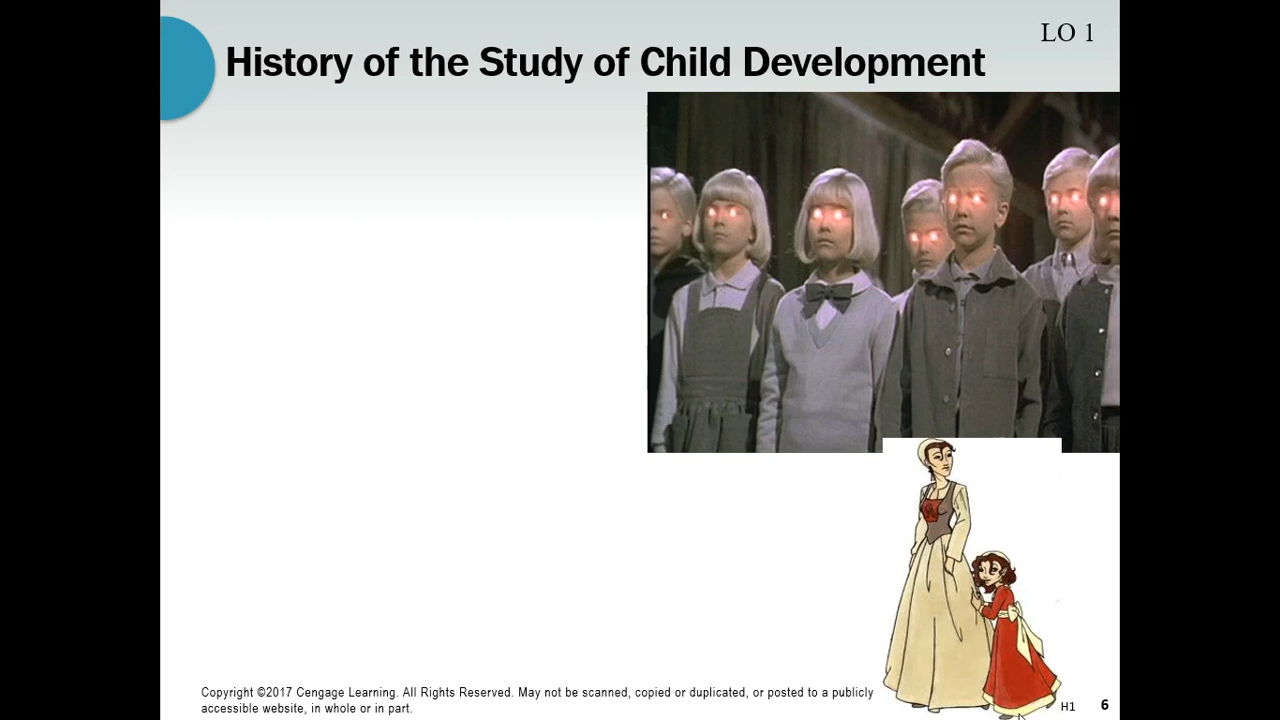 LO 1
History of the Study of Child Development
Copyright ©2017 Cengage Learning. All Rights Reserved. May not be scanned, copied or duplicated, or posted to a publicly
accessible website, in whole or in part.
H1
6